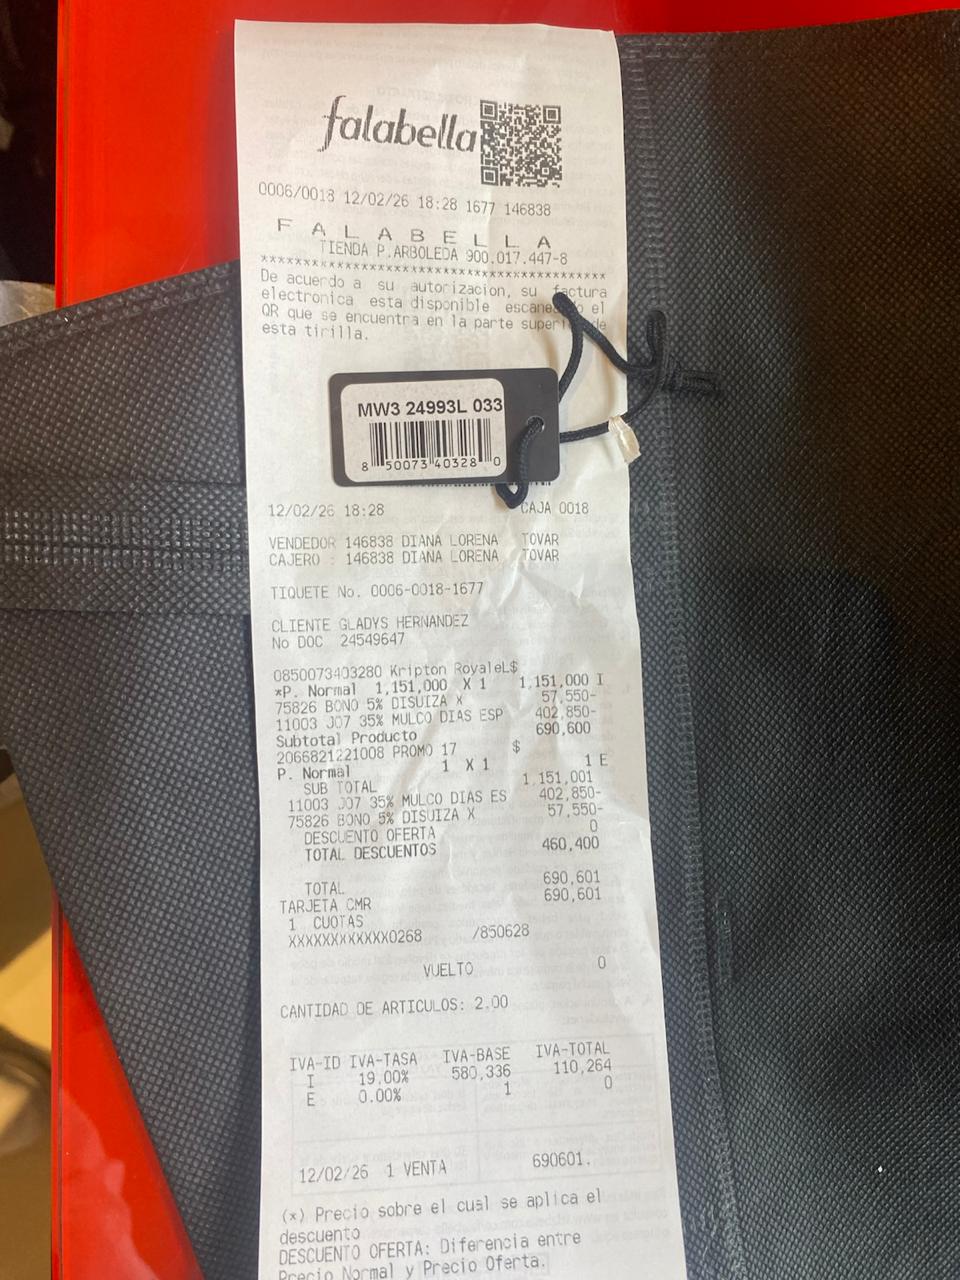 falabella
0006/0018 12/02/26 18:28 1677 146838
F A L A B E L L A
TIENDA P.ARBOLEDA 900.017.447-8
**************************************************
De acuerdo a su autorizacion, su factura
electronica esta disponible el
QR que se encuentra en la parte de
esta tirilla.
MW3 24993L 033
8 50073 40328 0
12/02/26 18:28 CAJA 0018
VENDEDOR 146838 DIANA LORENA TOVAR
CAJERO : 146838 DIANA LORENA TOVAR
TIQUETE No. 0006-0018-1677
CLIENTE GLADYS HERNANDEZ
No DOC 24549647
0850073403280 Kripton RoyaleL$
*P. Normal 1,151,000 X 1 1,151,000 I
75826 BONO 5% DISUIZA X 57,550-
11003 J07 35% MULCO DIAS ESP 402,850-
Subtotal Producto 690,600
2066821221008 PROMO 17 $
P. Normal 1 X 1 1 E
SUB TOTAL 1,151,001
11003 J07 35% MULCO DIAS ES 402,850-
75826 BONO 5% DISUIZA X 57,550-
DESCUENTO OFERTA 0
TOTAL DESCUENTOS 460,400
TOTAL 690,601
TARJETA CMR 690,601
1 CUOTAS
XXXXXXXXXXXX0268 /850628
VUELTO 0
CANTIDAD DE ARTICULOS: 2.00
IVA-ID IVA-TASA IVA-BASE IVA-TOTAL
I 19.00% 580,336 110,264
E 0.00% 1 0
12/02/26 1 VENTA 690601.
(*) Precio sobre el cual se aplica el
descuento
DESCUENTO OFERTA: Diferencia entre
Precio Normal y Precio Oferta.